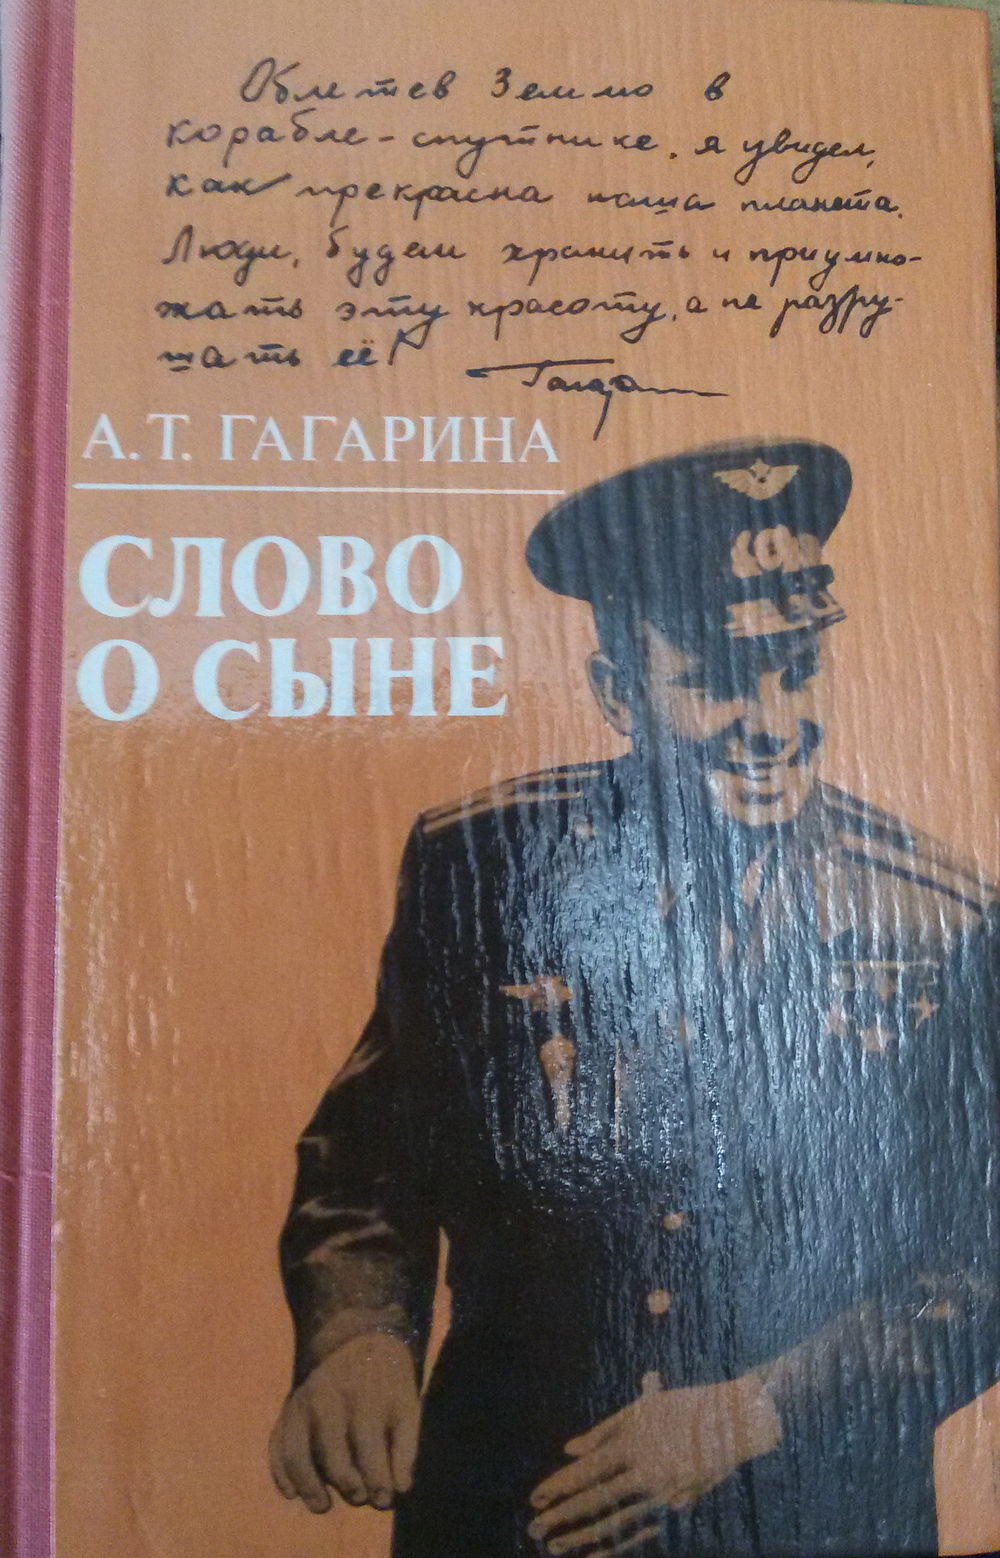 Облетев Землю в
корабле-спутнике, я увидел,
как прекрасна наша планета.
Люди, будем хранить и приумно-
жать эту красоту, а не разру-
шать её!
Гагарин
А. Т. ГАГАРИНА
СЛОВО
О СЫНЕ